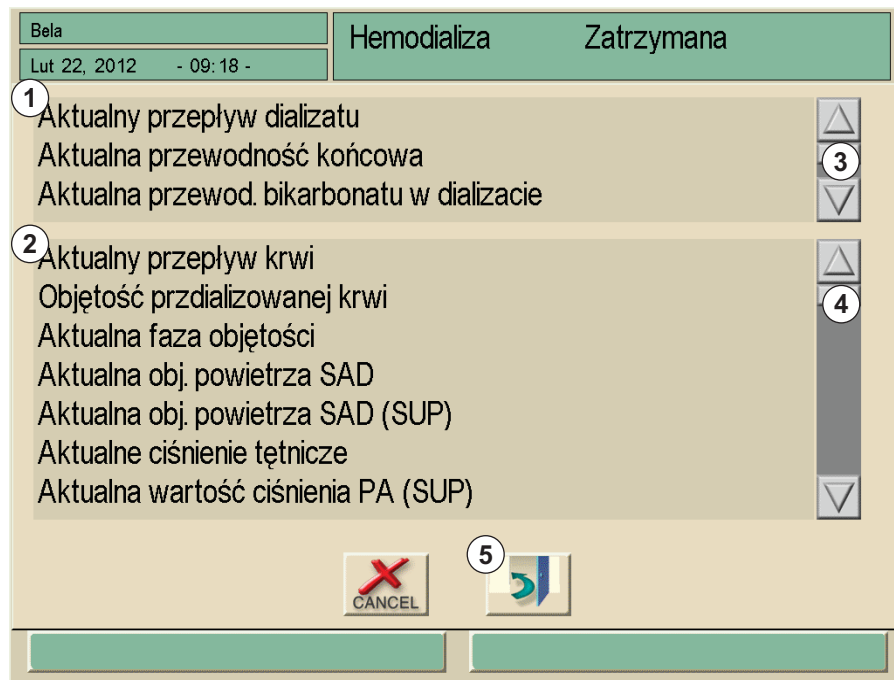 Bela
Hemodializa Zatrzymana
Lut 22, 2012 - 09:18 -
1
Aktualny przepływ dializatu
Aktualna przewodność końcowa
3
Aktualna przewod. bikarbonatu w dializacie
2
Aktualny przepływ krwi
Objętość przdializowanej krwi
4
Aktualna faza objętości
Aktualna obj. powietrza SAD
Aktualna obj. powietrza SAD (SUP)
Aktualne ciśnienie tętnicze
Aktualna wartość ciśnienia PA (SUP)
5
CANCEL